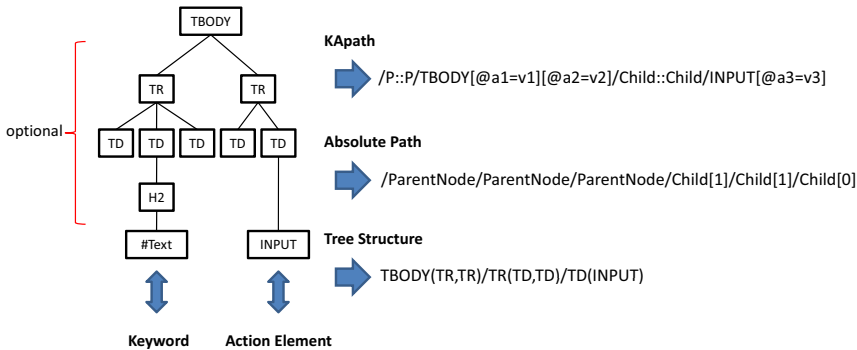 TBODY
KApath
/P::P/TBODY[@a1=v1][@a2=v2]/Child::Child/INPUT[@a3=v3]
TR TR
optional
TD TD TD TD TD
Absolute Path
/ParentNode/ParentNode/ParentNode/Child[1]/Child[1]/Child[0]
H2
Tree Structure
#Text INPUT
TBODY(TR,TR)/TR(TD,TD)/TD(INPUT)
Keyword Action Element